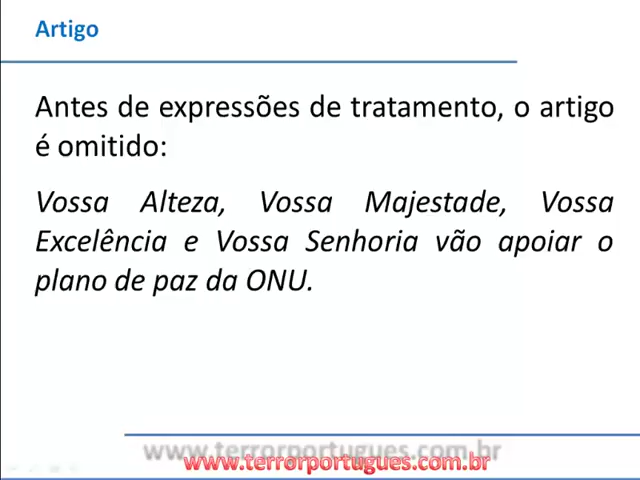 Artigo
Antes de expressões de tratamento, o artigo
é omitido:
Vossa Alteza, Vossa Majestade, Vossa
Excelência e Vossa Senhoria vão apoiar o
plano de paz da ONU.
www.terrorportugues.com.br
www.terrorportugues.com.br